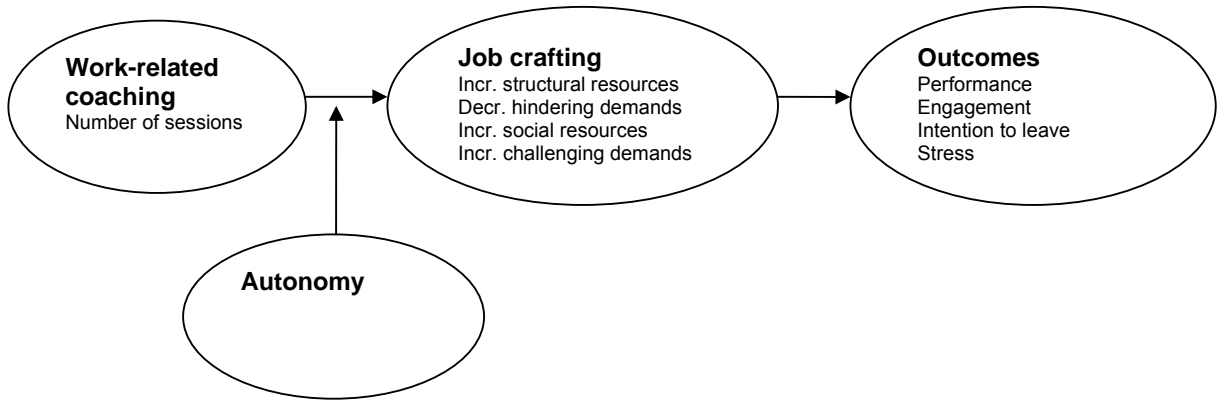 Work-related
coaching
Number of sessions
Job crafting
Incr. structural resources
Decr. hindering demands
Incr. social resources
Incr. challenging demands
Outcomes
Performance
Engagement
Intention to leave
Stress
Autonomy